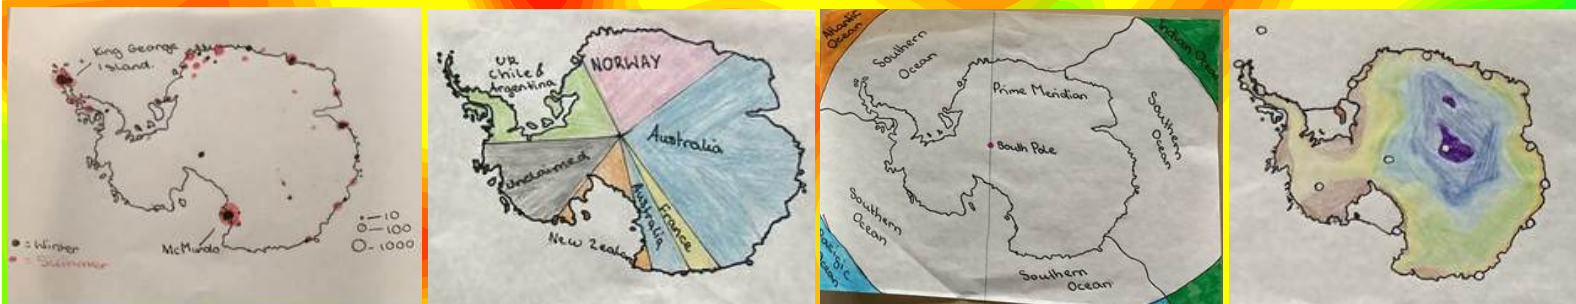 King George
Island.
McMurdo
= Winter
= Summer
10
100
1000
UK
Chile &
Argentina
NORWAY
Australia
Unclaimed
Australia
France
New Zealand
Atlantic
Ocean
Southern
Ocean
Indian Ocean
Prime Meridian
Southern
Ocean
South Pole
Southern
Ocean
Pacific
Ocean
Southern
Ocean